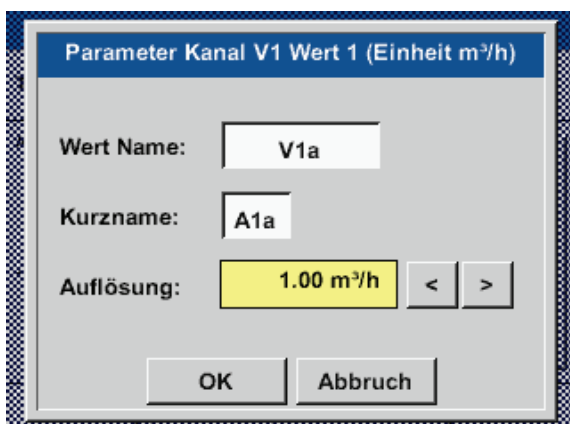 Parameter Kanal V1 Wert 1 (Einheit m³/h)
Wert Name: V1a
Kurzname: A1a
Auflösung: 1.00 m³/h < >
OK Abbruch